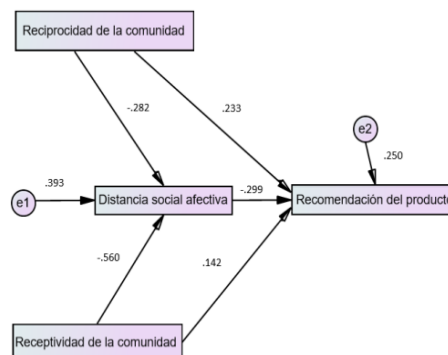 Reciprocidad de la comunidad
-.282
.233
e2
.393
.250
-.299
e1
Distancia social afectiva
Recomendación del producto
-.560
.142
Receptividad de la comunidad